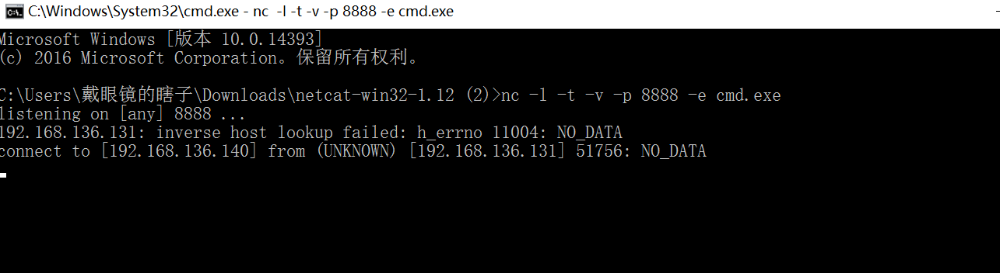 C:\Windows\System32\cmd.exe - nc  -l -t -v -p 8888 -e cmd.exe
Microsoft Windows [版本 10.0.14393]
(c) 2016 Microsoft Corporation。保留所有权利。
C:\Users\戴眼镜的瞎子\Downloads\netcat-win32-1.12 (2)>nc -l -t -v -p 8888 -e cmd.exe
listening on [any] 8888 ...
192.168.136.131: inverse host lookup failed: h_errno 11004: NO_DATA
connect to [192.168.136.140] from (UNKNOWN) [192.168.136.131] 51756: NO_DATA